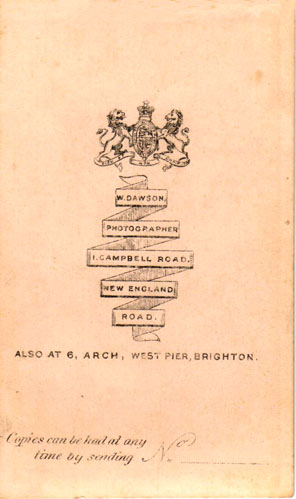 W. DAWSON,
PHOTOGRAPHER
1. CAMPBELL ROAD.
NEW ENGLAND
ROAD.
ALSO AT 6, ARCH, WEST PIER, BRIGHTON.
Copies can be had at any
time by sending No.